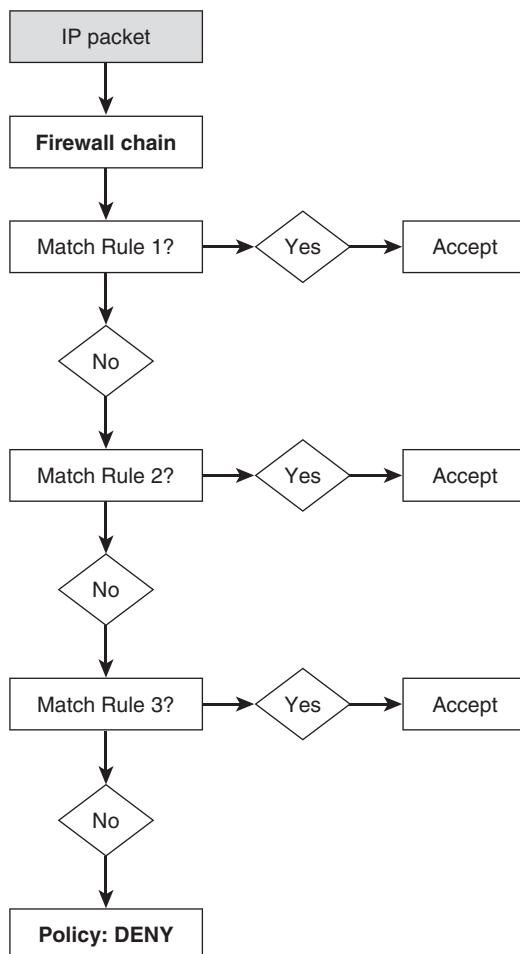 IP packet
Firewall chain
Match Rule 1?
Yes
Accept
No
Match Rule 2?
Yes
Accept
No
Match Rule 3?
Yes
Accept
No
Policy: DENY